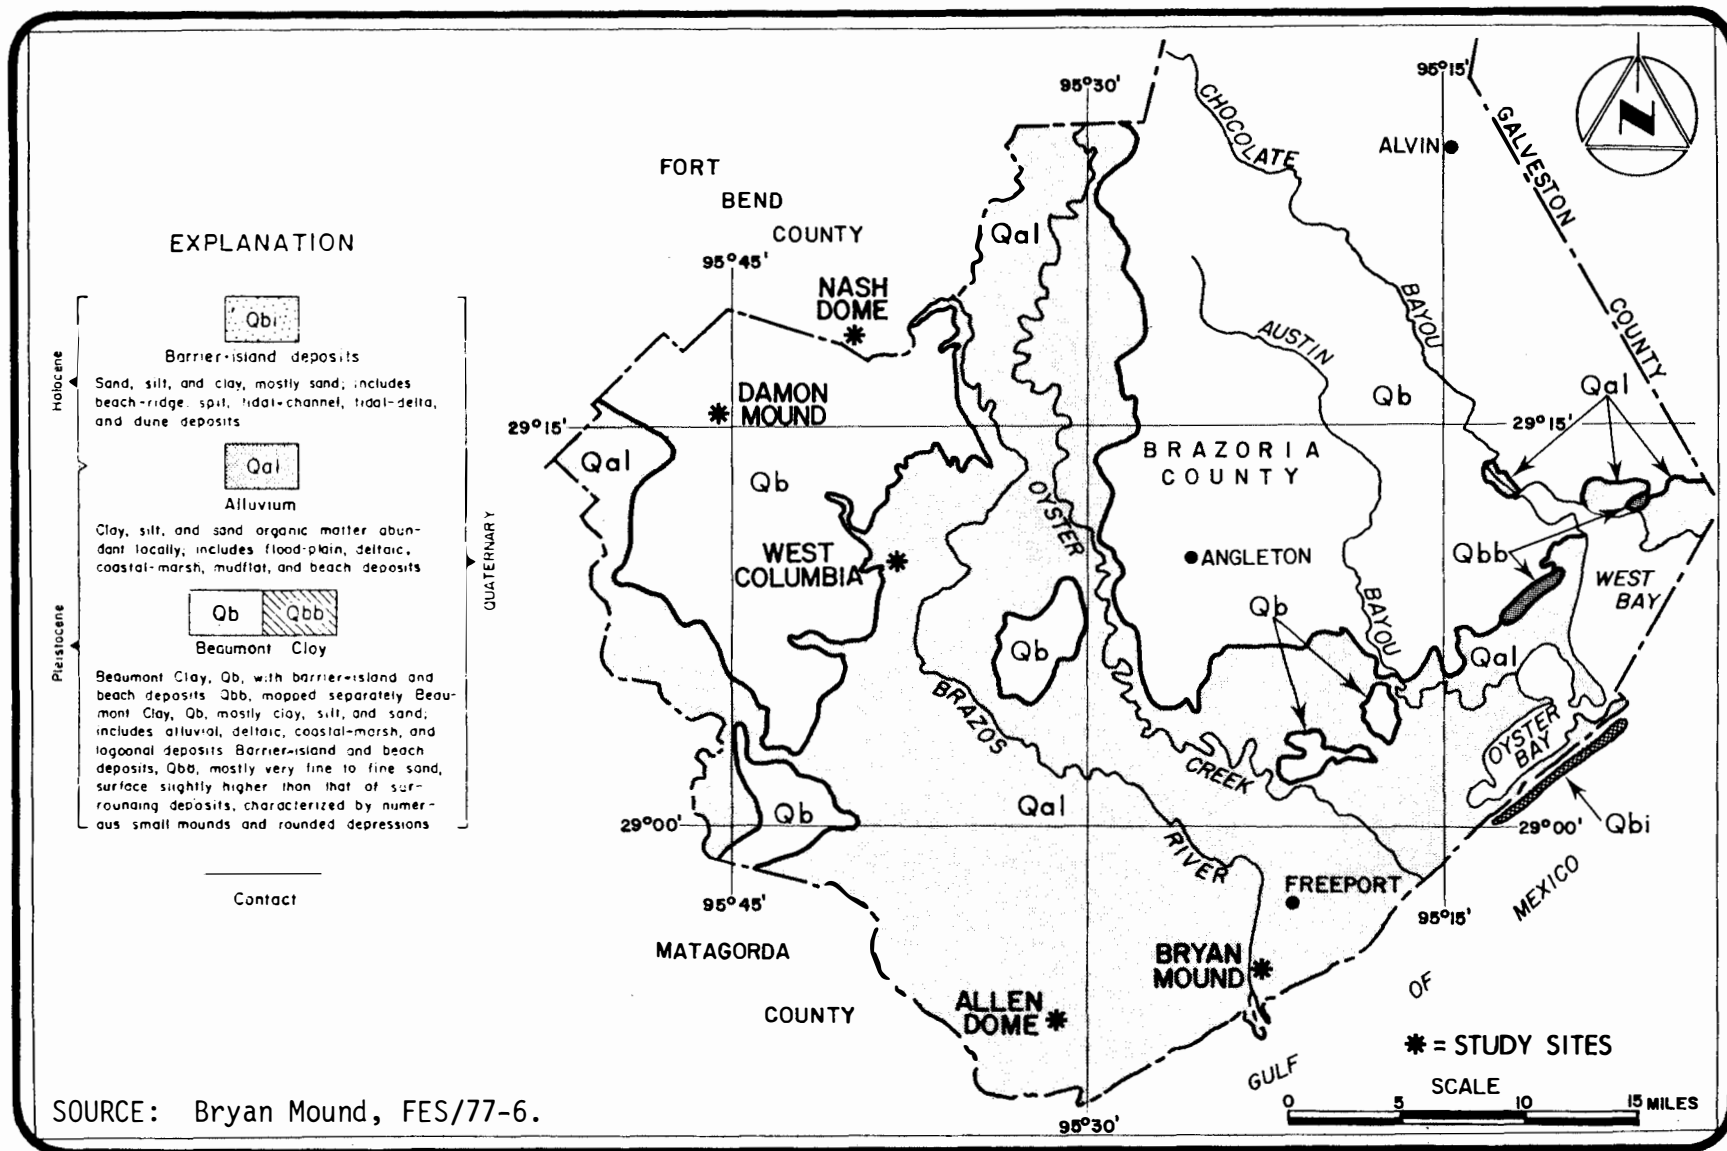 EXPLANATION
Qbi
Barrier-island deposits
Sand, silt, and clay, mostly sand; includes
beach-ridge, spit, tidal-channel, tidal-delta,
and dune deposits
Qal
Alluvium
Clay, silt, and sand organic matter abun-
dant locally; includes flood-plain, deltaic,
coastal-marsh, mudflat, and beach deposits
Qb
Qbb
Beaumont Clay
Beaumont Clay, Qb, with barrier-island and
beach deposits Qbb, mapped separately Beau-
mont Clay, Qb, mostly clay, silt, and sand;
includes alluvial, deltaic, coastal-marsh, and
lagoonal deposits Barrier-island and beach
deposits, Qbb, mostly very fine to fine sand,
surface slightly higher than that of sur-
rounding deposits, characterized by numer-
ous small mounds and rounded depressions
Contact
Holocene
Pleistocene
QUATERNARY
FORT
BEND
COUNTY
95°45'
95°30'
95°15'
N
ALVIN
GALVESTON
COUNTY
CHOCOLATE
BAYOU
Qal
NASH
DOME
AUSTIN
BAYOU
DAMON
MOUND
29°15'
Qal
Qb
BRAZORIA
COUNTY
Qb
Qal
29°15'
OYSTER
CREEK
WEST
COLUMBIA
ANGLETON
Qbb
WEST
BAY
Qb
Qb
Qal
BRAZOS
RIVER
OYSTER
BAY
Qb
Qal
29°00'
29°00'
Qbi
FREEPORT
95°45'
95°15'
MATAGORDA
COUNTY
BRYAN
MOUND
ALLEN
DOME
GULF
OF
MEXICO
95°30'
* = STUDY SITES
SCALE
0 5 10 15 MILES
SOURCE: Bryan Mound, FES/77-6.